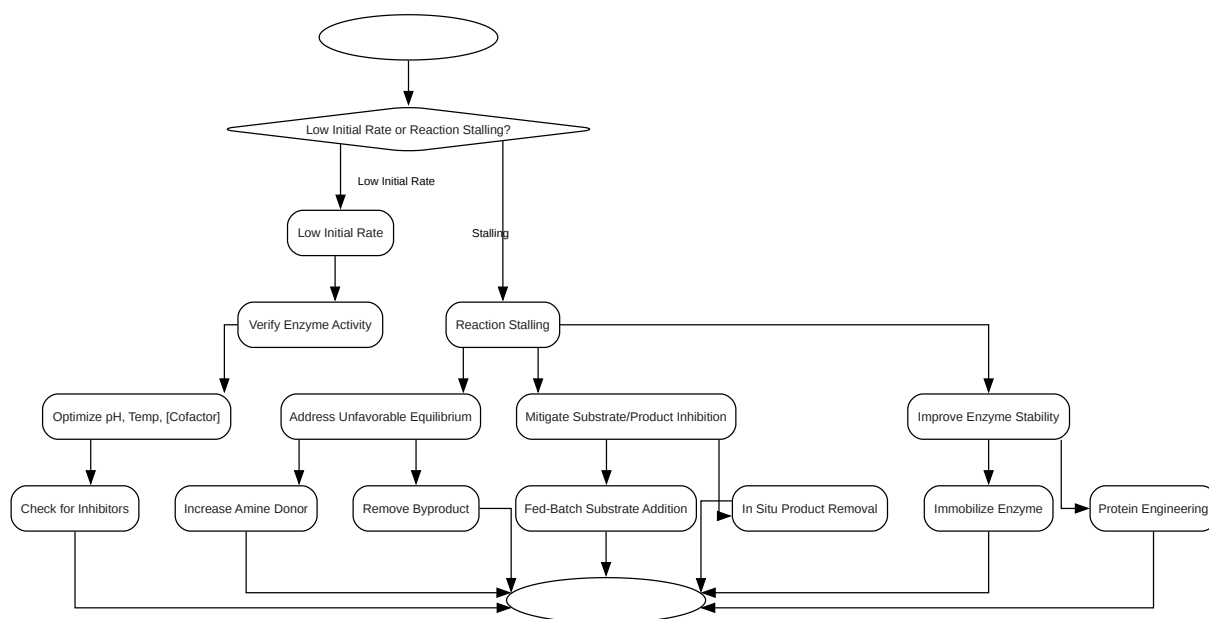 Low Initial Rate or Reaction Stalling?
Low Initial Rate
Low Initial Rate
Stalling
Verify Enzyme Activity
Reaction Stalling
Optimize pH, Temp, [Cofactor]
Address Unfavorable Equilibrium
Mitigate Substrate/Product Inhibition
Improve Enzyme Stability
Check for Inhibitors
Increase Amine Donor
Remove Byproduct
Fed-Batch Substrate Addition
In Situ Product Removal
Immobilize Enzyme
Protein Engineering